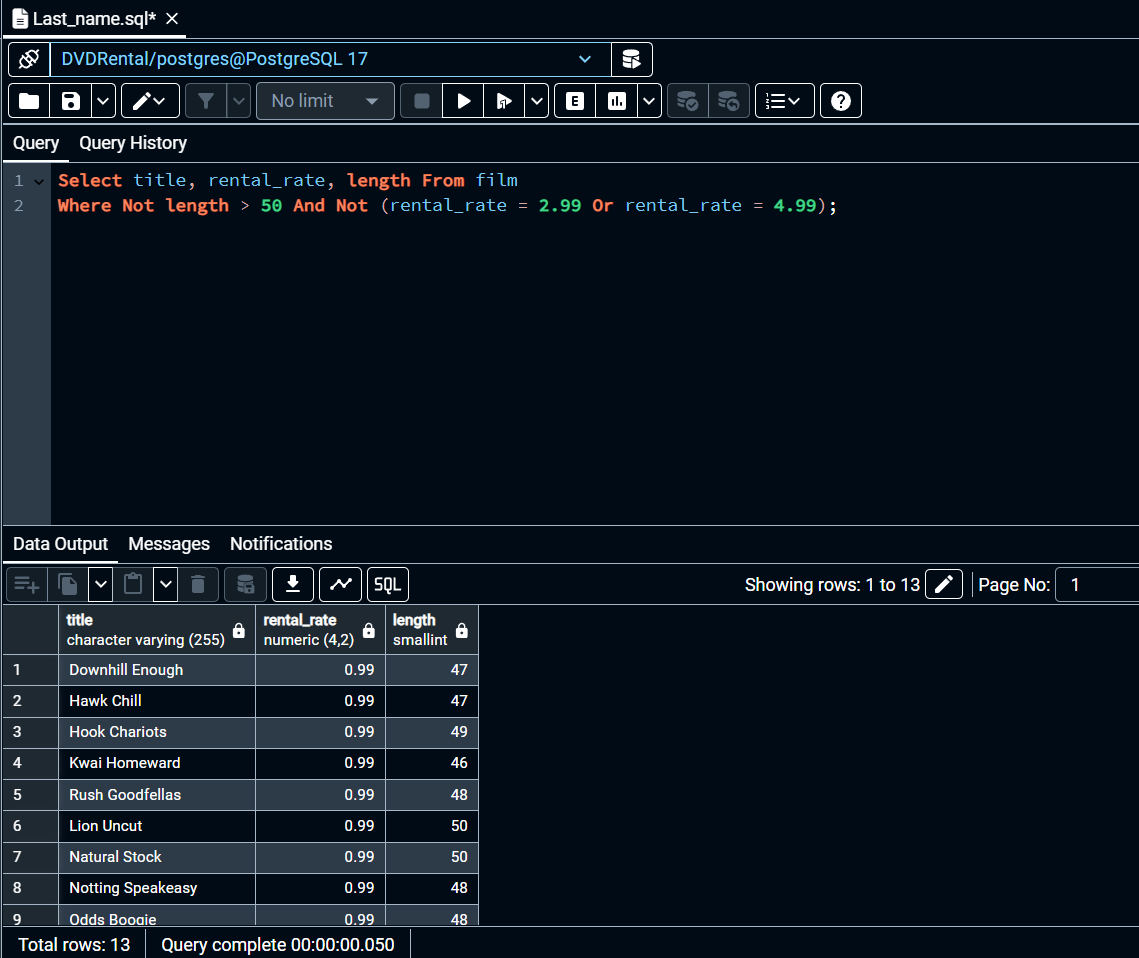 Last_name.sql*
DVDRental/postgres@PostgreSQL 17
No limit
E
Query Query History
1 Select title, rental_rate, length From film
2 Where Not length > 50 And Not (rental_rate = 2.99 Or rental_rate = 4.99);
Data Output Messages Notifications
SQL Showing rows: 1 to 13 Page No: 1
title rental_rate length
character varying (255) numeric (4,2) smallint
1 Downhill Enough 0.99 47
2 Hawk Chill 0.99 47
3 Hook Chariots 0.99 49
4 Kwai Homeward 0.99 46
5 Rush Goodfellas 0.99 48
6 Lion Uncut 0.99 50
7 Natural Stock 0.99 50
8 Notting Speakeasy 0.99 48
9 Odds Boogie 0.99 48
Total rows: 13 Query complete 00:00:00.050